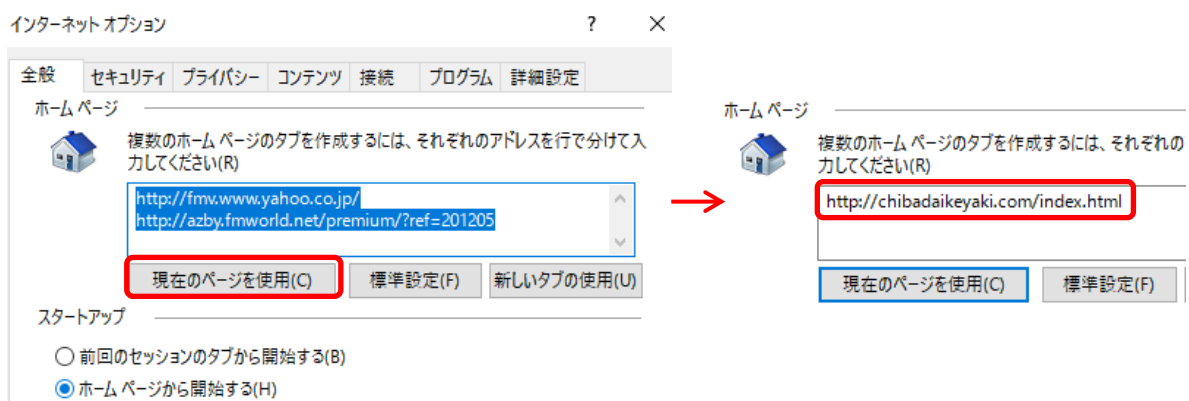 インターネット オプション ? ×
全般 セキュリティ プライバシー コンテンツ 接続 プログラム 詳細設定
ホーム ページ
複数のホーム ページのタブを作成するには、それぞれのアドレスを行で分けて入
力してください(R)
http://fmv.www.yahoo.co.jp/
http://azby.fmworld.net/premium/?ref=201205
現在のページを使用(C) 標準設定(F) 新しいタブの使用(U)
スタートアップ
前回のセッションのタブから開始する(B)
ホーム ページから開始する(H)
ホーム ページ
複数のホーム ページのタブを作成するには、それぞれの
力してください(R)
http://chibadaikeyaki.com/index.html
現在のページを使用(C) 標準設定(F)